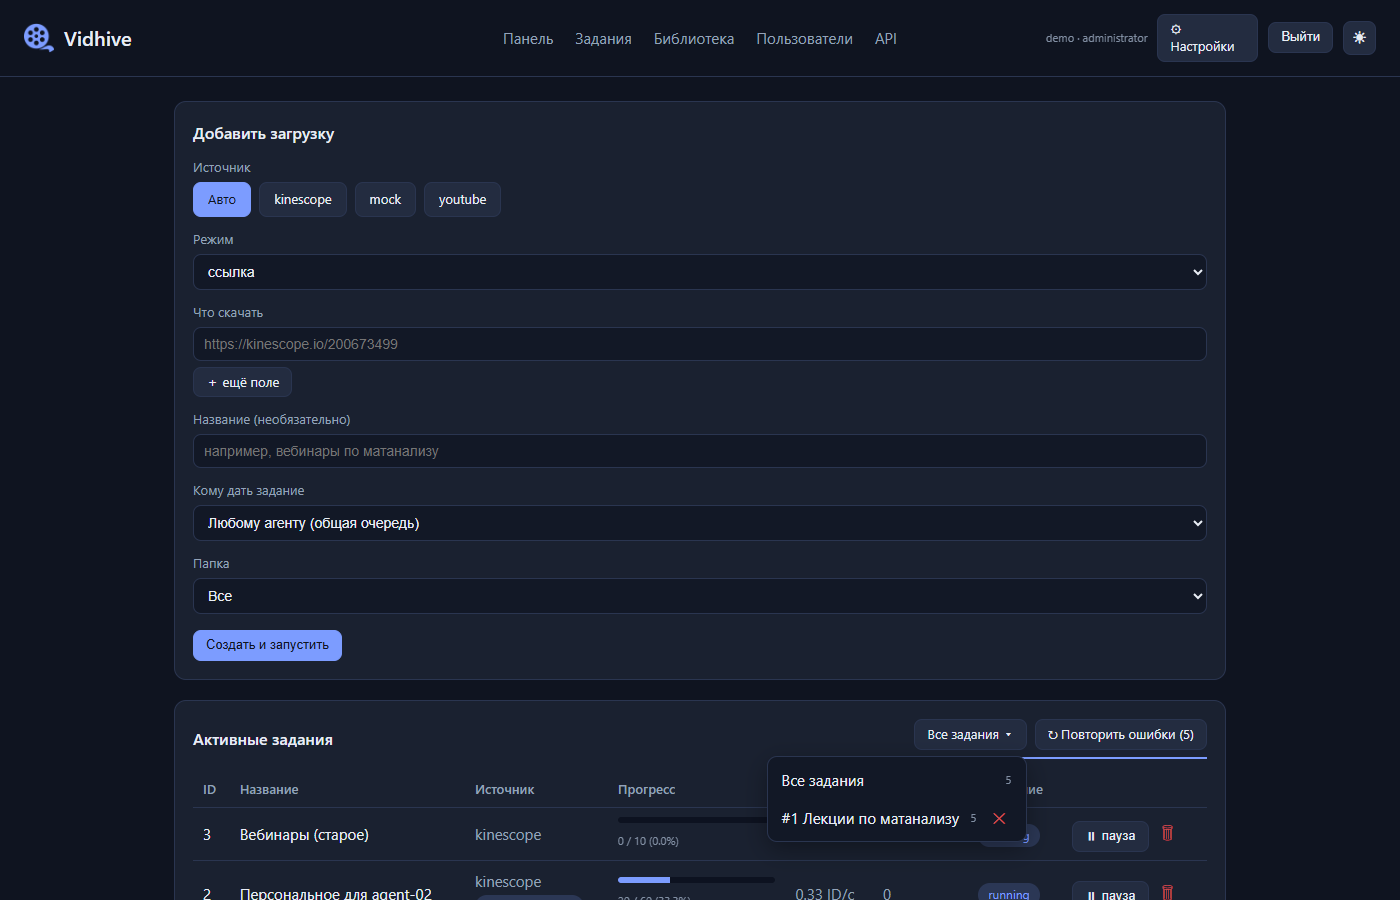 Vidhive
Панель Задания Библиотека Пользователи API
demo · administrator
⚙ Настройки
Выйти
Добавить загрузку
Источник
Авто kinescope mock youtube
Режим
ссылка
Что скачать
https://kinescope.io/200673499
+ ещё поле
Название (необязательно)
например, вебинары по матанализу
Кому дать задание
Любому агенту (общая очередь)
Папка
Все
Создать и запустить
Активные задания
Все задания ▾ ↻ Повторить ошибки (5)
Все задания 5
#1 Лекции по матанализу 5
ID Название Источник Прогресс
3 Вебинары (старое) kinescope 0 / 10 (0.0%) пауза
2 Персональное для agent-02 kinescope 0.33 ID/с 0 running пауза